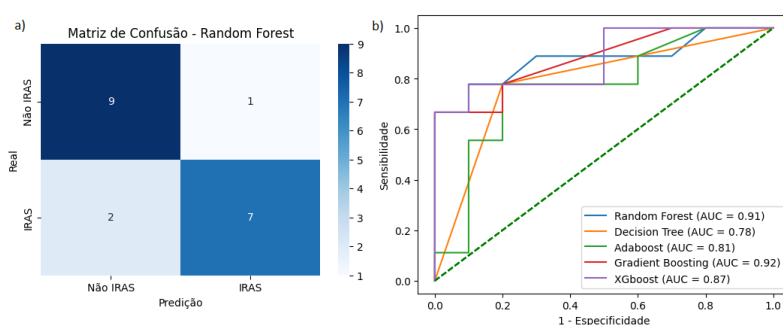 a)
Matriz de Confusão - Random Forest
Não IRAS
IRAS
Real
9
1
2
7
Não IRAS
IRAS
Predição
9
8
7
6
5
4
3
2
1
b)
1.0
0.8
0.6
0.4
0.2
0.0
Sensibilidade
0.0
0.2
0.4
0.6
0.8
1.0
1 - Especificidade
Random Forest (AUC = 0.91)
Decision Tree (AUC = 0.78)
Adaboost (AUC = 0.81)
Gradient Boosting (AUC = 0.92)
XGboost (AUC = 0.87)